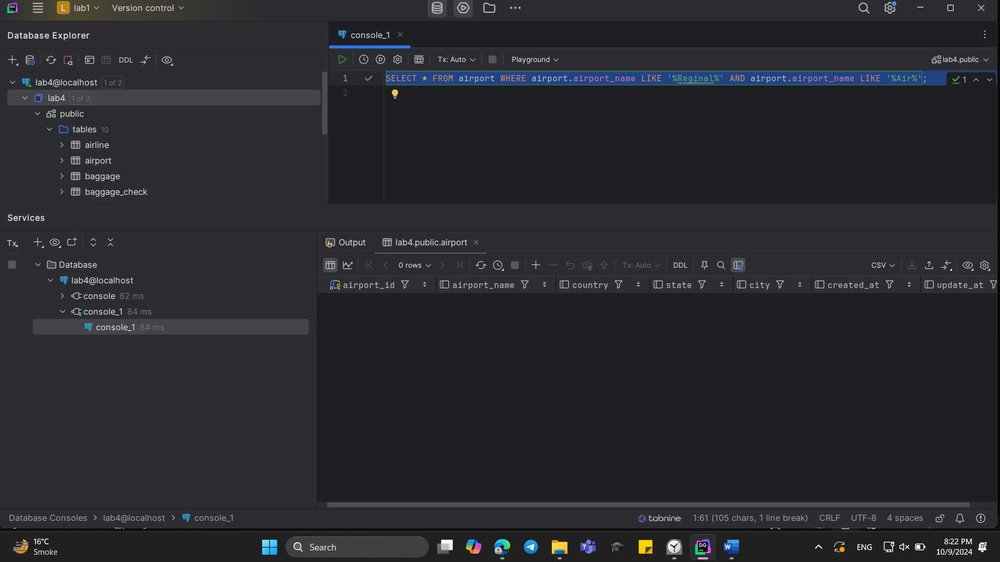 DG L lab1 Version control
Database Explorer
console_1
DDL
Tx: Auto Playground lab4.public
lab4@localhost 1 of 2
lab4 1 of 3
public
tables 10
airline
airport
baggage
baggage_check
1 SELECT * FROM airport WHERE airport.airport_name LIKE '%Reginal%' AND airport.airport_name LIKE '%Air%'; 1
2
Services
Tx
Output lab4.public.airport
0 rows Tx: Auto DDL CSV
Database
lab4@localhost
console 82 ms
console_1 84 ms
console_1 84 ms
airport_id airport_name country state city created_at update_at
Database Consoles lab4@localhost console_1
tabnine 1:61 (105 chars, 1 line break) CRLF UTF-8 4 spaces
16°C
Smoke
Search
DG
ENG
8:22 PM
10/9/2024